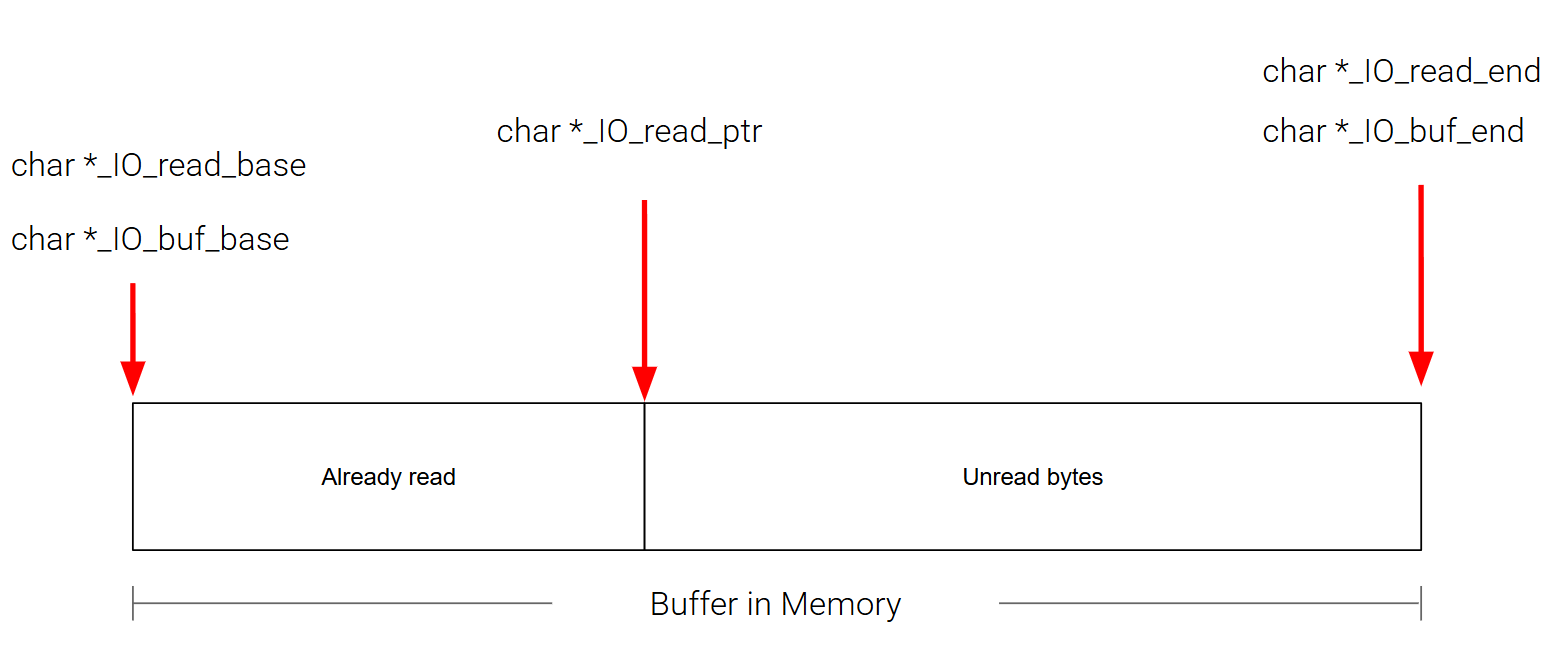 char *_IO_read_base
char *_IO_buf_base
char *_IO_read_ptr
char *_IO_read_end
char *_IO_buf_end
Already read
Unread bytes
Buffer in Memory